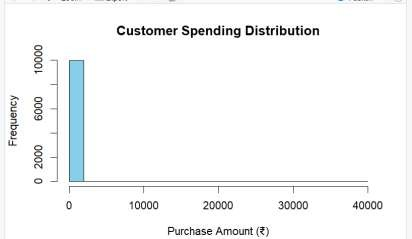 Customer Spending Distribution
Frequency
10000
6000
2000
0
0 10000 20000 30000 40000
Purchase Amount (₹)